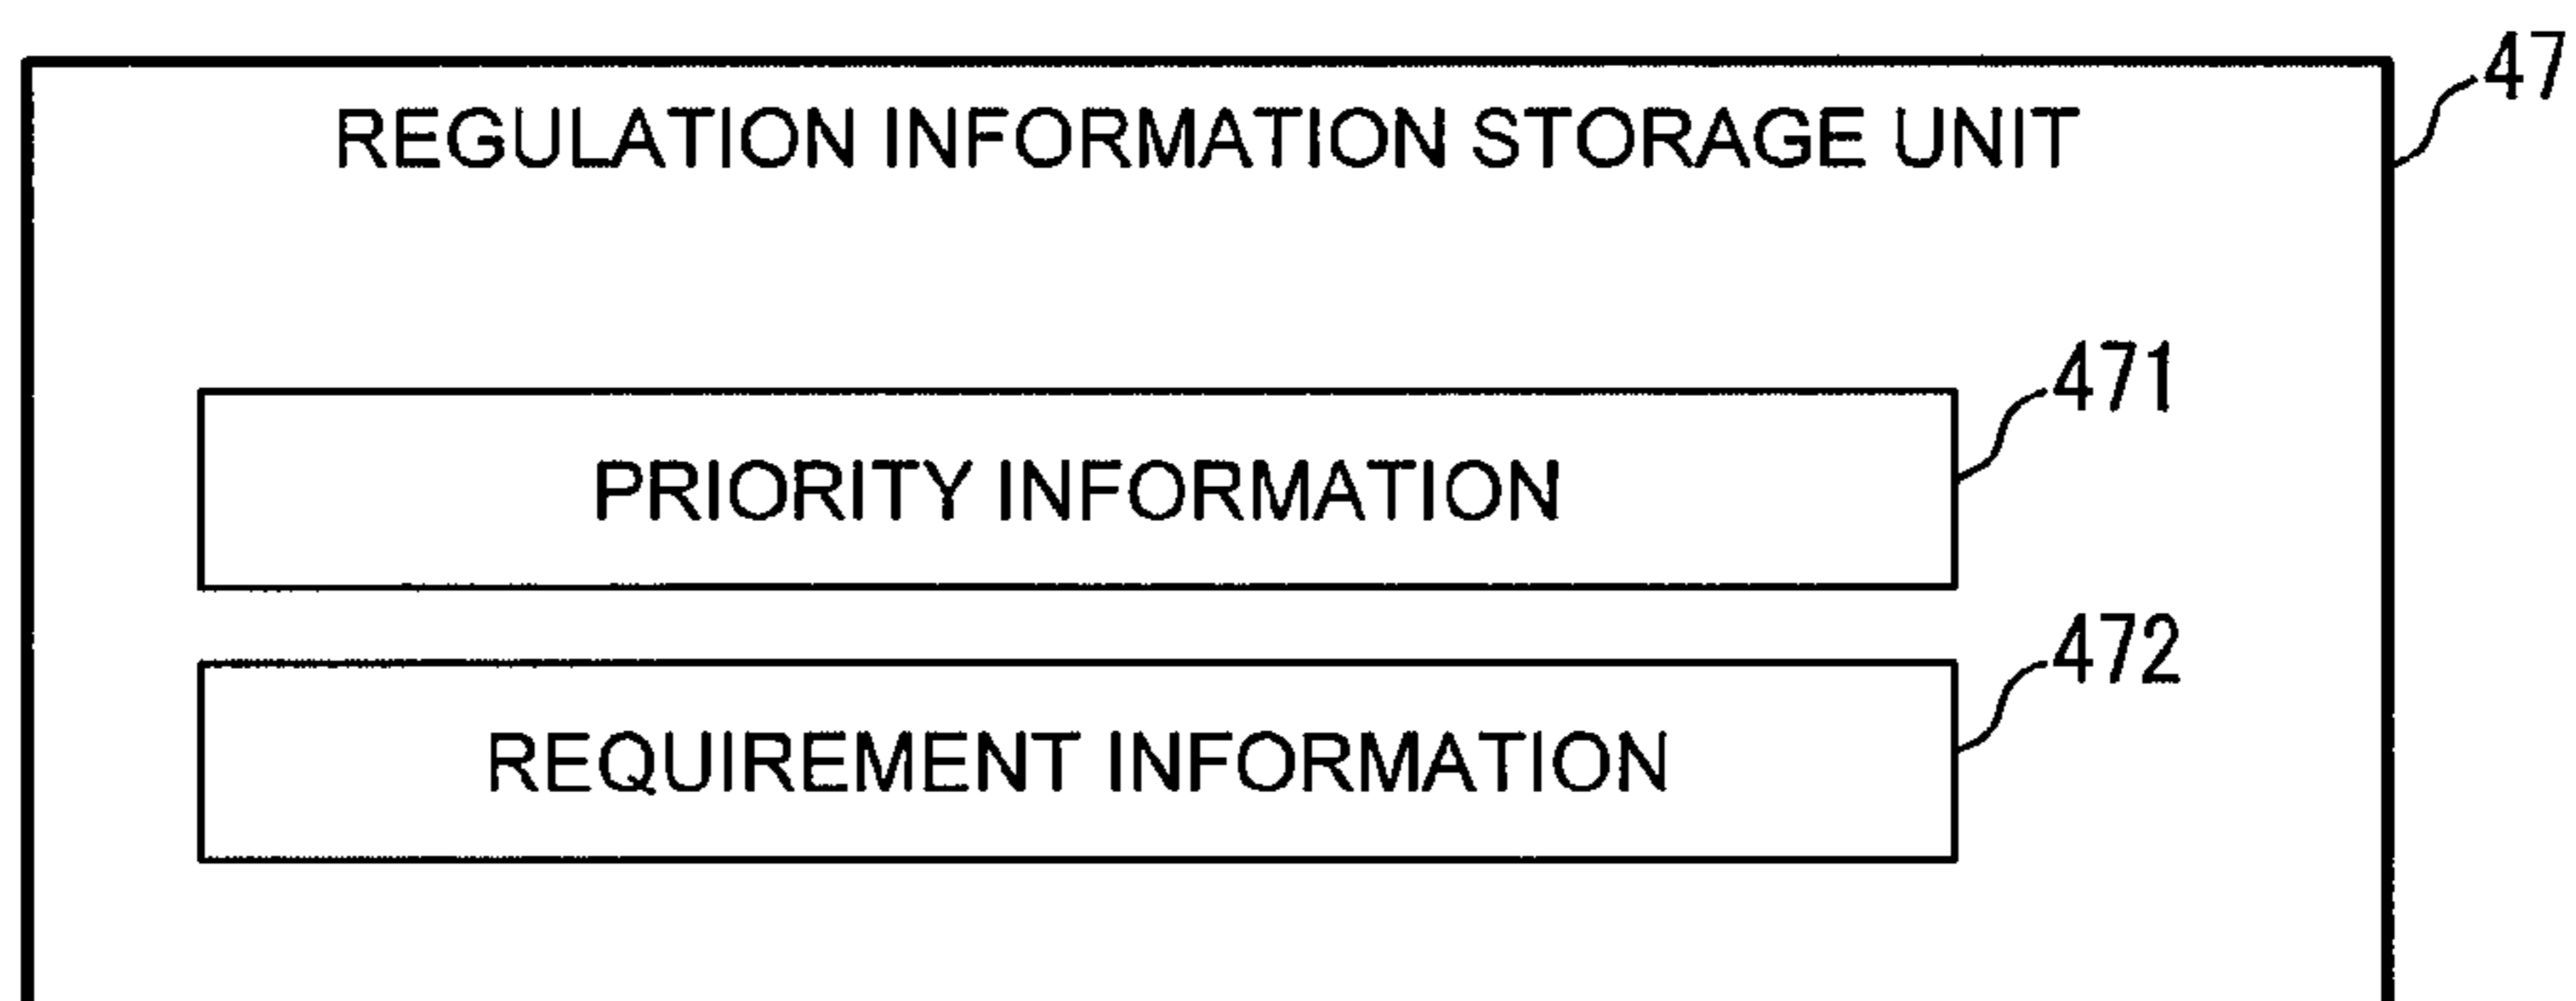 47
REGULATION INFORMATION STORAGE UNIT
471
PRIORITY INFORMATION
472
REQUIREMENT INFORMATION